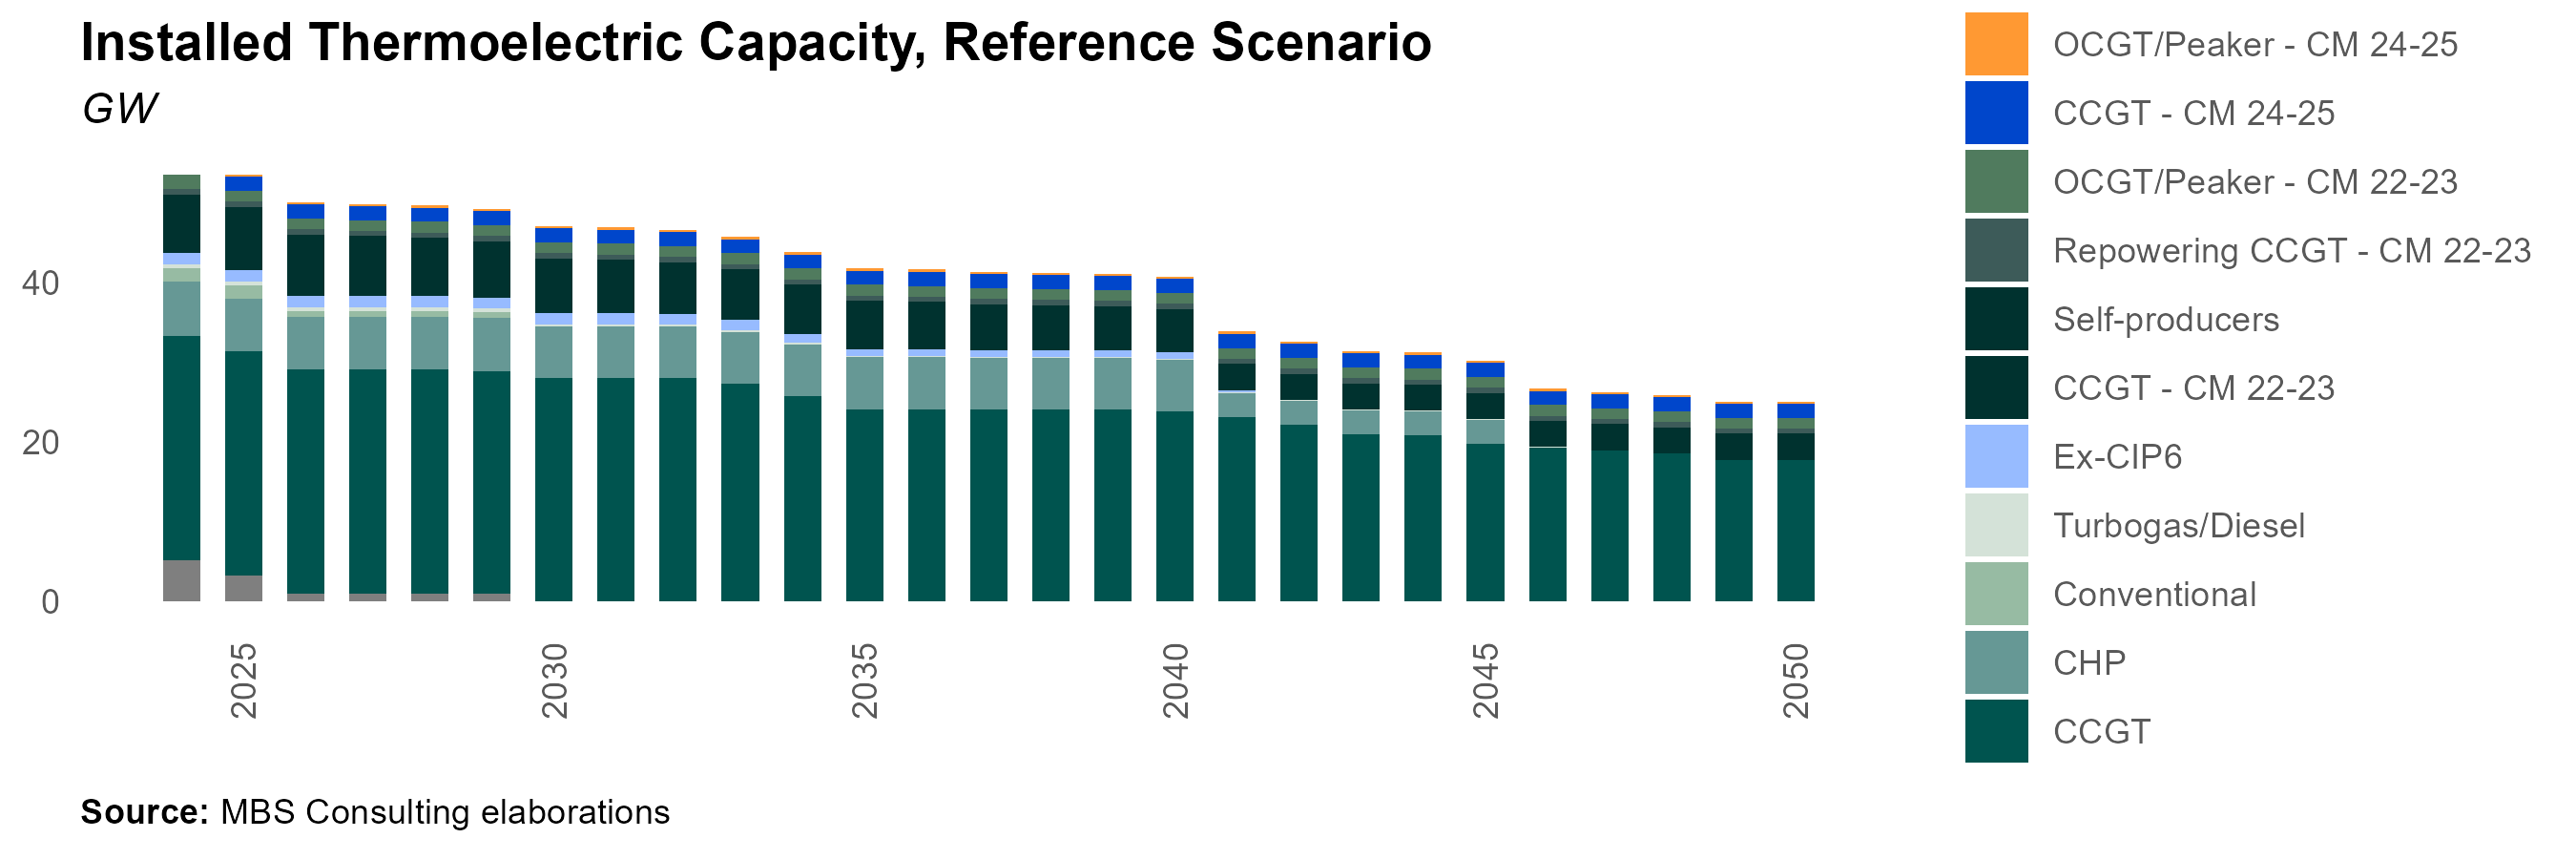 Installed Thermoelectric Capacity, Reference Scenario
GW
40
20
0
2025
2030
2035
2040
2045
2050
OCGT/Peaker - CM 24-25
CCGT - CM 24-25
OCGT/Peaker - CM 22-23
Repowering CCGT - CM 22-23
Self-producers
CCGT - CM 22-23
Ex-CIP6
Turbogas/Diesel
Conventional
CHP
CCGT
Source: MBS Consulting elaborations